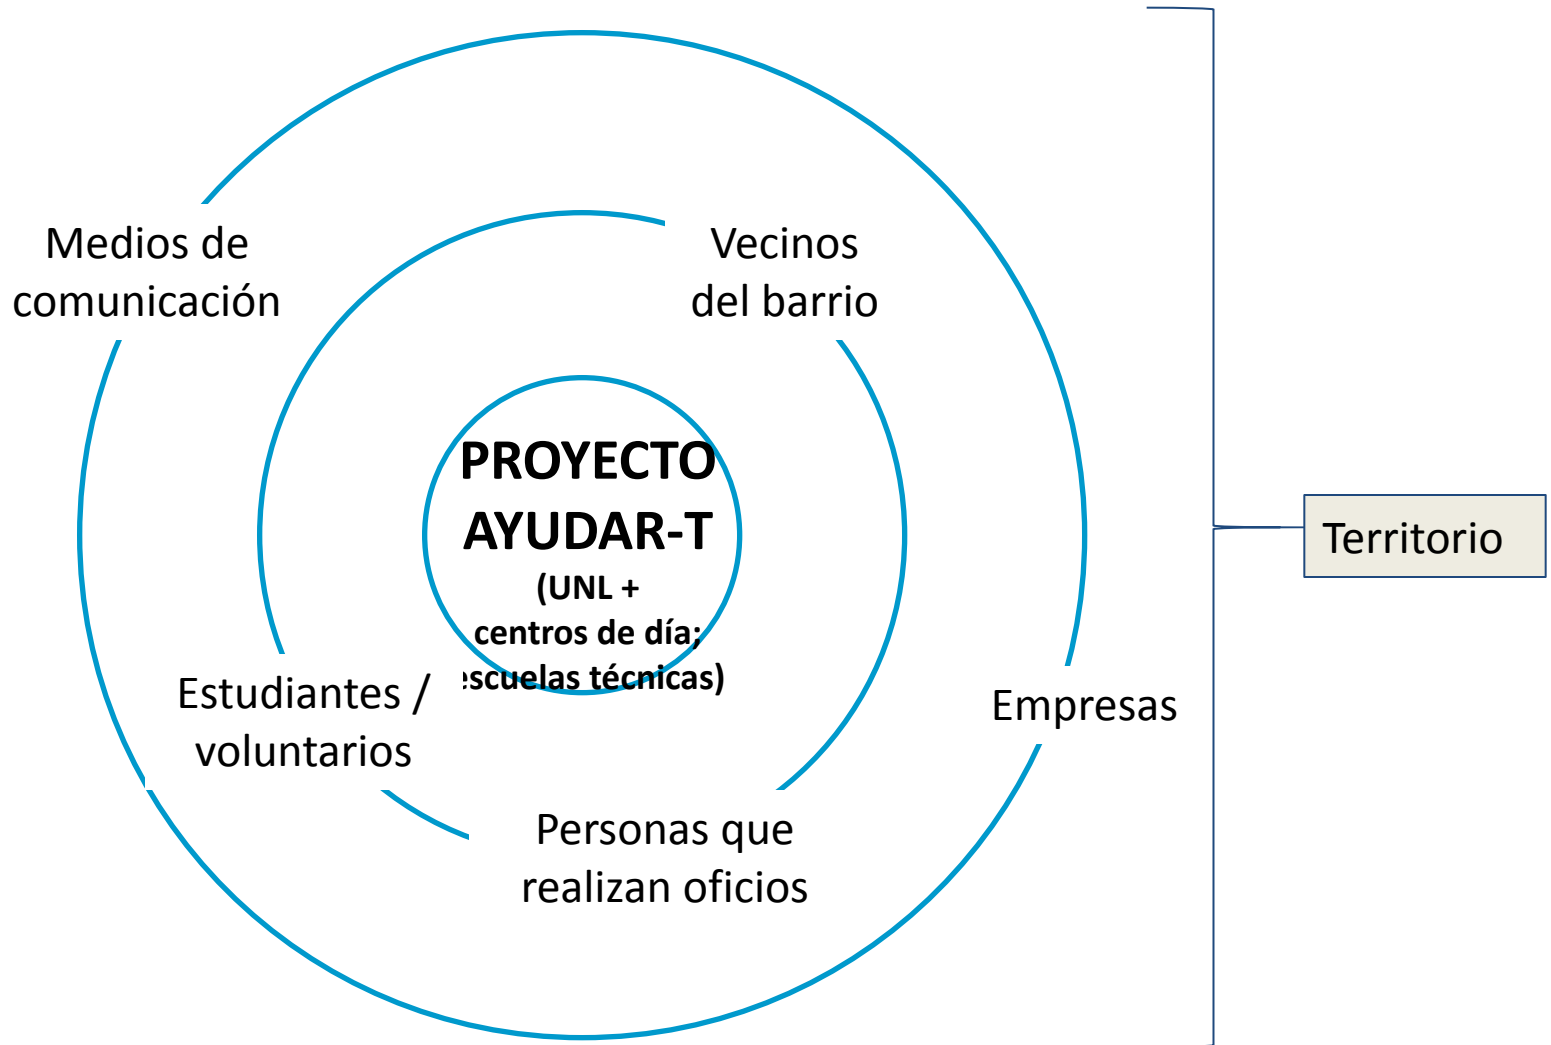 Medios de
comunicación
Vecinos
del barrio
PROYECTO
AYUDAR-T
(UNL +
centros de día;
scuelas técnicas)
Territorio
Estudiantes /
voluntarios
Empresas
Personas que
realizan oficios